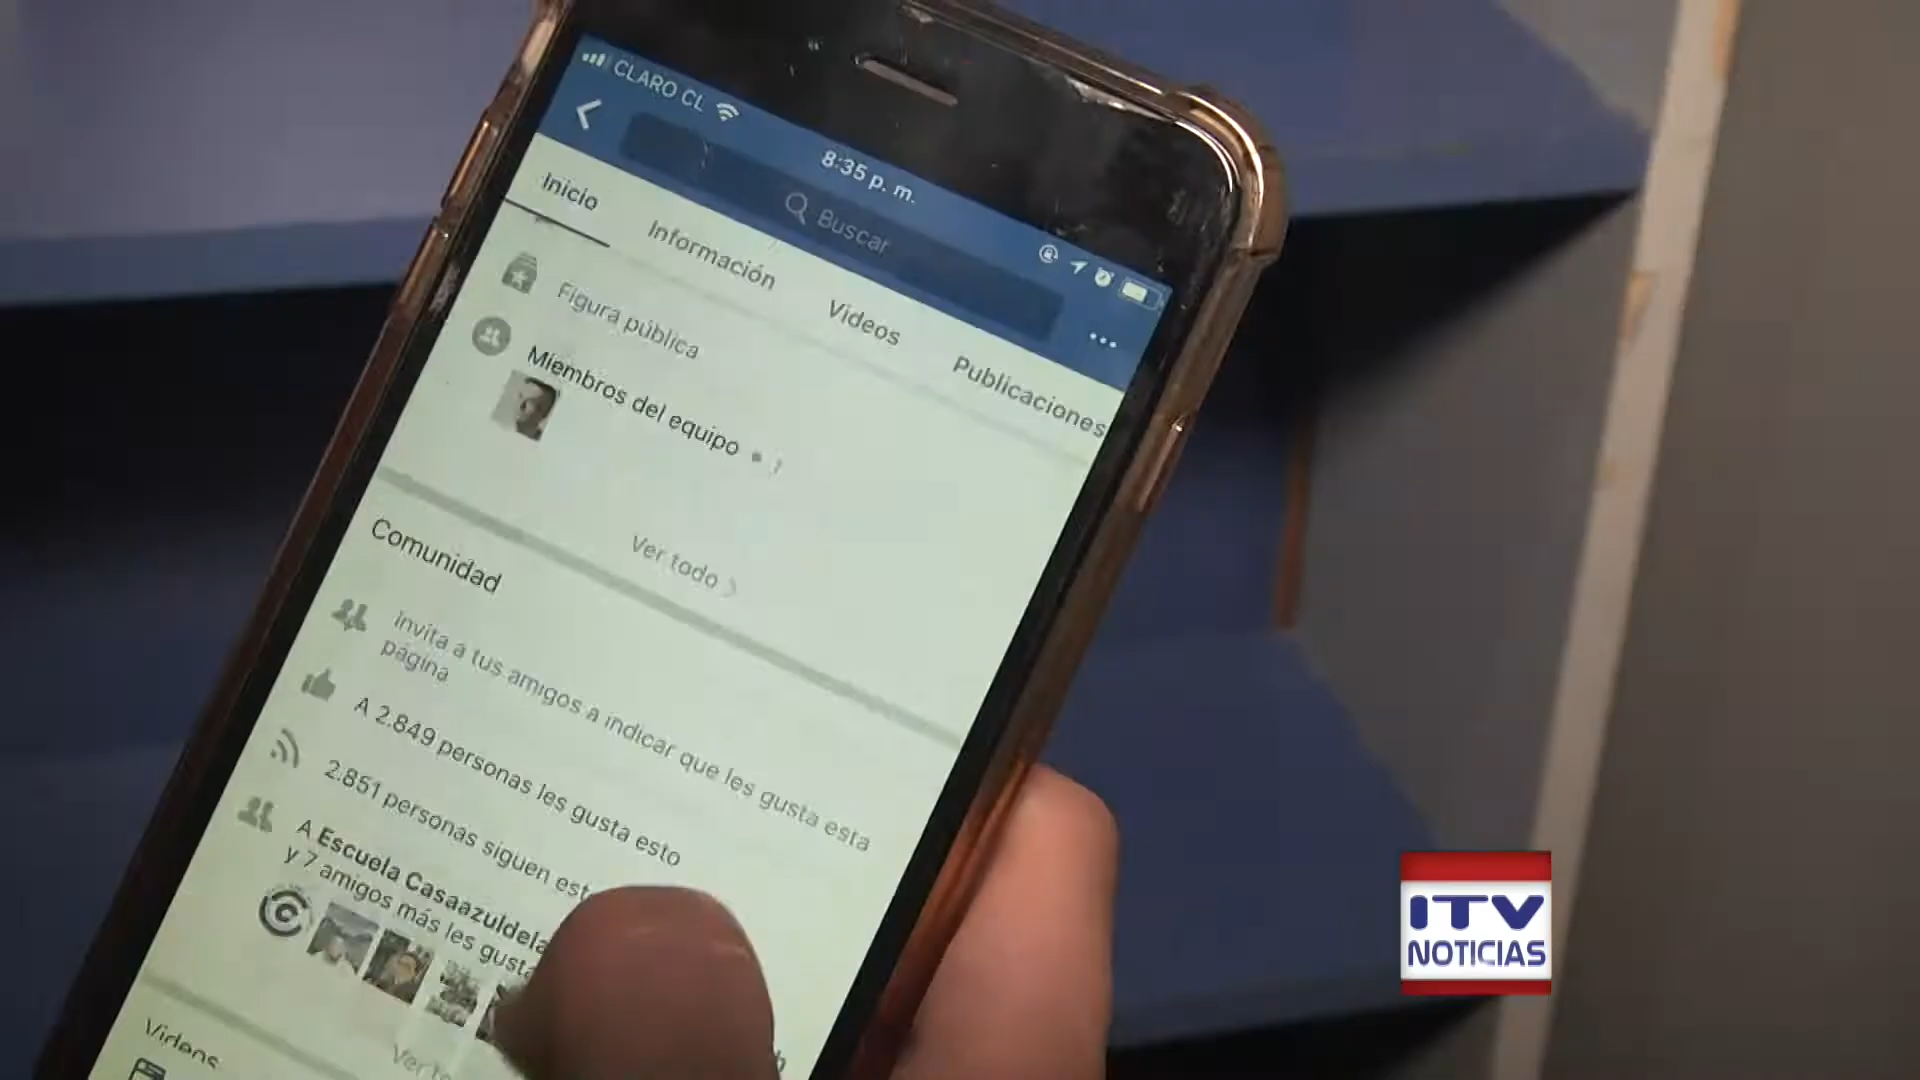 CLARO CL
8:35 p. m.
Buscar
Inicio
Información
Videos
Publicaciones
Figura pública
Miembros del equipo
Ver todo
Comunidad
Invita a tus amigos a indicar que les gusta esta
página
A 2.849 personas les gusta esto
2.851 personas siguen
A Escuela Casaazuldela
y 7 amigos más les gusta
Videos
ITV
NOTICIAS